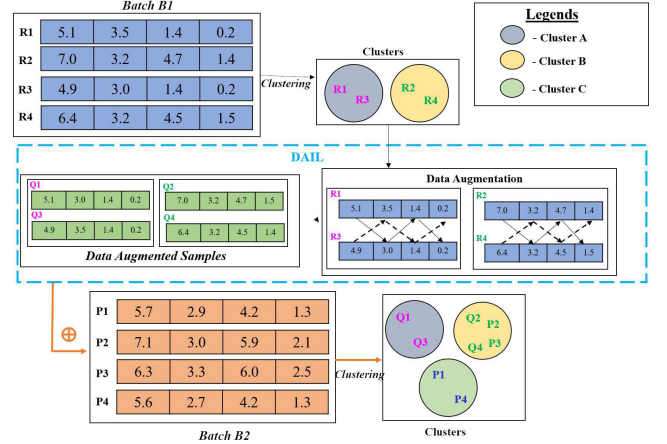 Batch B1
R1 5.1 3.5 1.4 0.2
R2 7.0 3.2 4.7 1.4
R3 4.9 3.0 1.4 0.2
R4 6.4 3.2 4.5 1.5
Clustering
Clusters
R1
R3
R2
R4
Legends
- Cluster A
- Cluster B
- Cluster C
DAIL
Q1
5.1 3.0 1.4 0.2
Q3
4.9 3.5 1.4 0.2
Q2
7.0 3.2 4.7 1.5
Q4
6.4 3.2 4.5 1.4
Data Augmented Samples
Data Augmentation
R1
5.1 3.5 1.4 0.2
R3
4.9 3.0 1.4 0.2
R2
7.0 3.2 4.7 1.4
R4
6.4 3.2 4.5 1.5
P1 5.7 2.9 4.2 1.3
P2 7.1 3.0 5.9 2.1
P3 6.3 3.3 6.0 2.5
P4 5.6 2.7 4.2 1.3
Batch B2
Clustering
Q1
Q3
Q2 P2
Q4 P3
P1
P4
Clusters